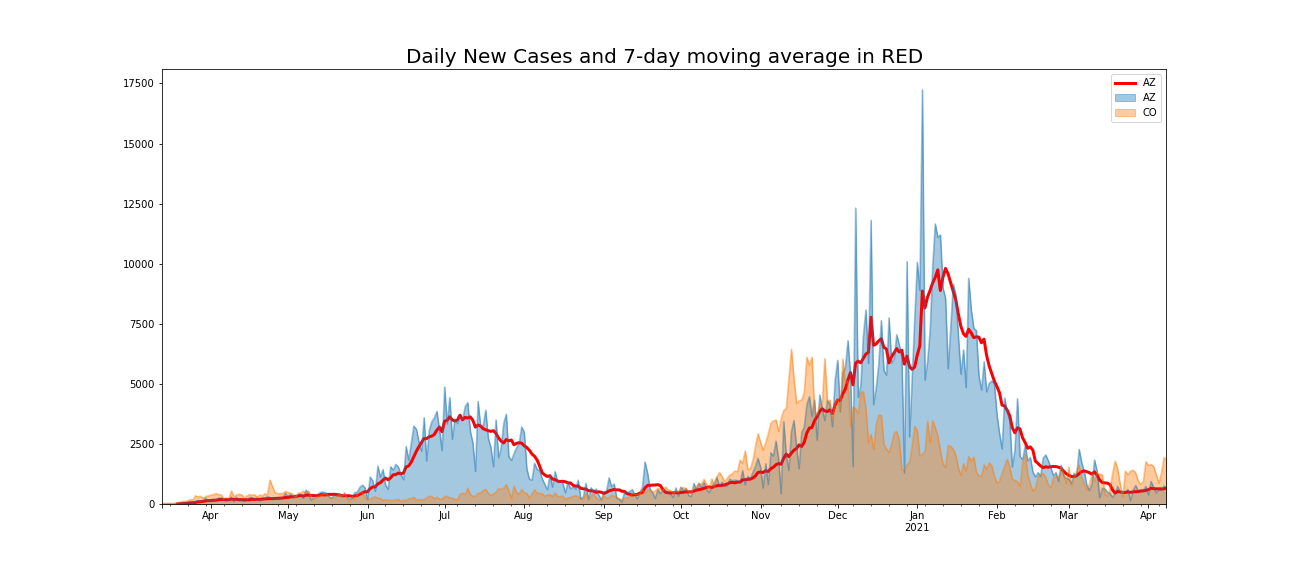 Daily New Cases and 7-day moving average in RED
17500
15000
12500
10000
7500
5000
2500
0
AZ
AZ
CO
Apr May Jun Jul Aug Sep Oct Nov Dec Jan Feb Mar Apr
2021